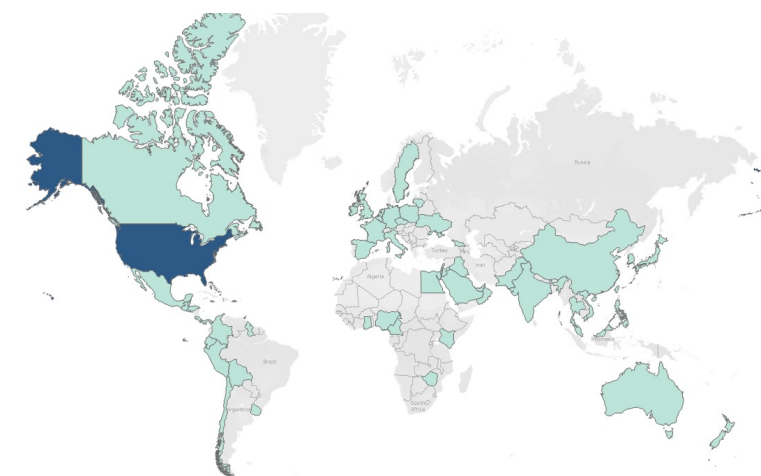 Russia
Turkey
Iran
Algeria
Brazil
Argentina
South
Africa